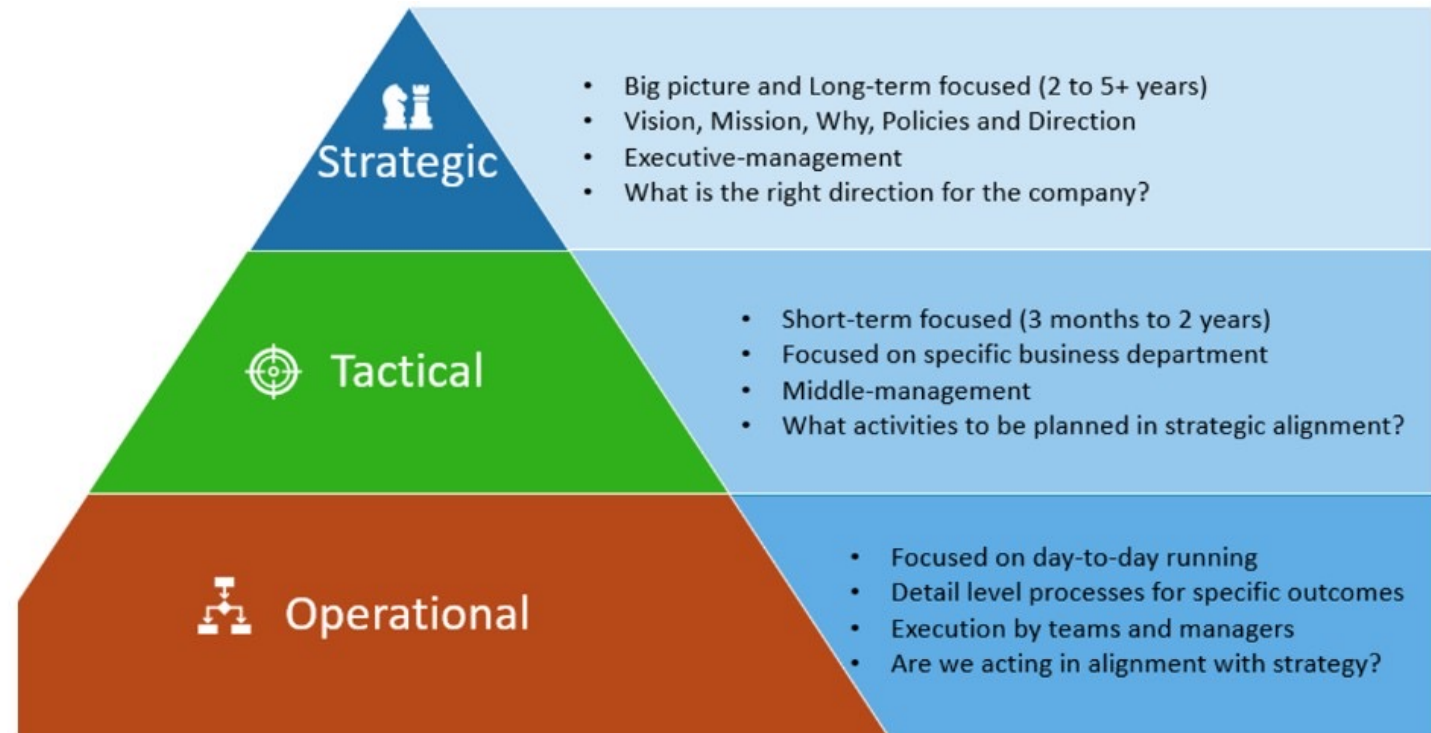 Strategic
• Big picture and Long-term focused (2 to 5+ years)
• Vision, Mission, Why, Policies and Direction
• Executive-management
• What is the right direction for the company?
Tactical
• Short-term focused (3 months to 2 years)
• Focused on specific business department
• Middle-management
• What activities to be planned in strategic alignment?
Operational
• Focused on day-to-day running
• Detail level processes for specific outcomes
• Execution by teams and managers
• Are we acting in alignment with strategy?